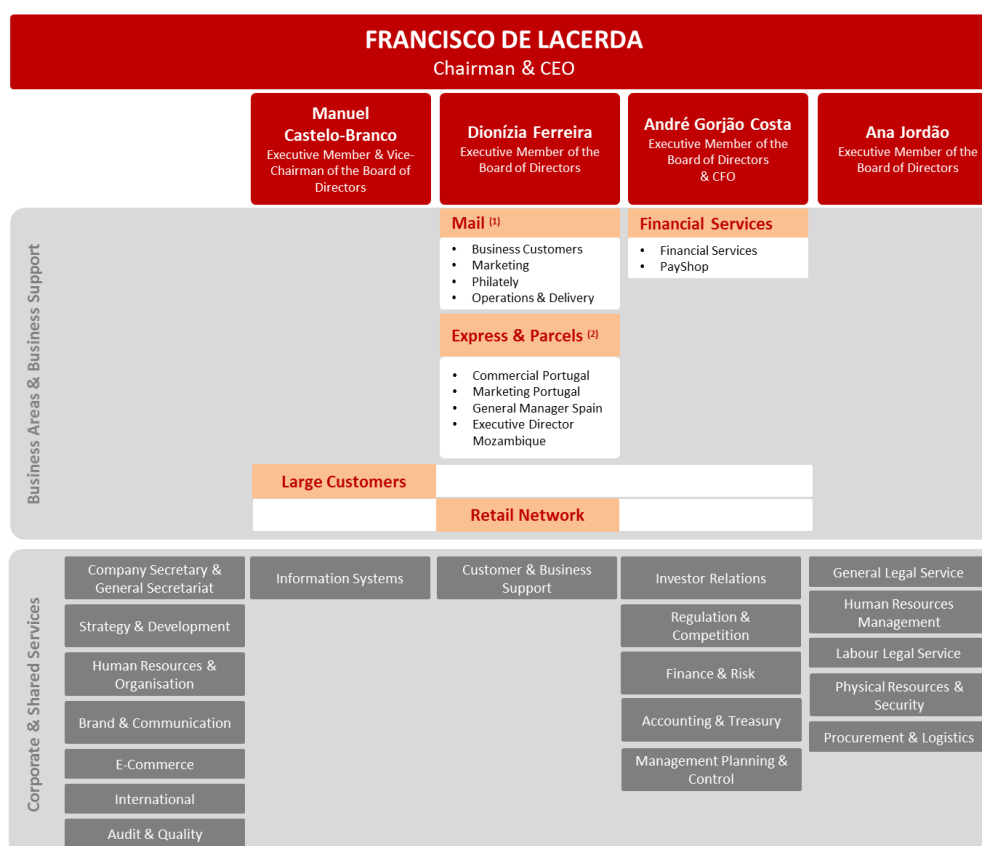 FRANCISCO DE LACERDA
Chairman & CEO
Manuel
Castelo-Branco
Executive Member & Vice-
Chairman of the Board of
Directors
Dionízia Ferreira
Executive Member of the
Board of Directors
André Gorjão Costa
Executive Member of the
Board of Directors
& CFO
Ana Jordão
Executive Member of the
Board of Directors
Business Areas & Business Support
Mail (1)
• Business Customers
• Marketing
• Philately
• Operations & Delivery
Financial Services
• Financial Services
• PayShop
Express & Parcels (2)
• Commercial Portugal
• Marketing Portugal
• General Manager Spain
• Executive Director
Mozambique
Large Customers
Retail Network
Corporate & Shared Services
Company Secretary &
General Secretariat
Strategy & Development
Human Resources &
Organisation
Brand & Communication
E-Commerce
International
Audit & Quality
Information Systems
Customer & Business
Support
Investor Relations
Regulation &
Competition
Finance & Risk
Accounting & Treasury
Management Planning &
Control
General Legal Service
Human Resources
Management
Labour Legal Service
Physical Resources &
Security
Procurement & Logistics